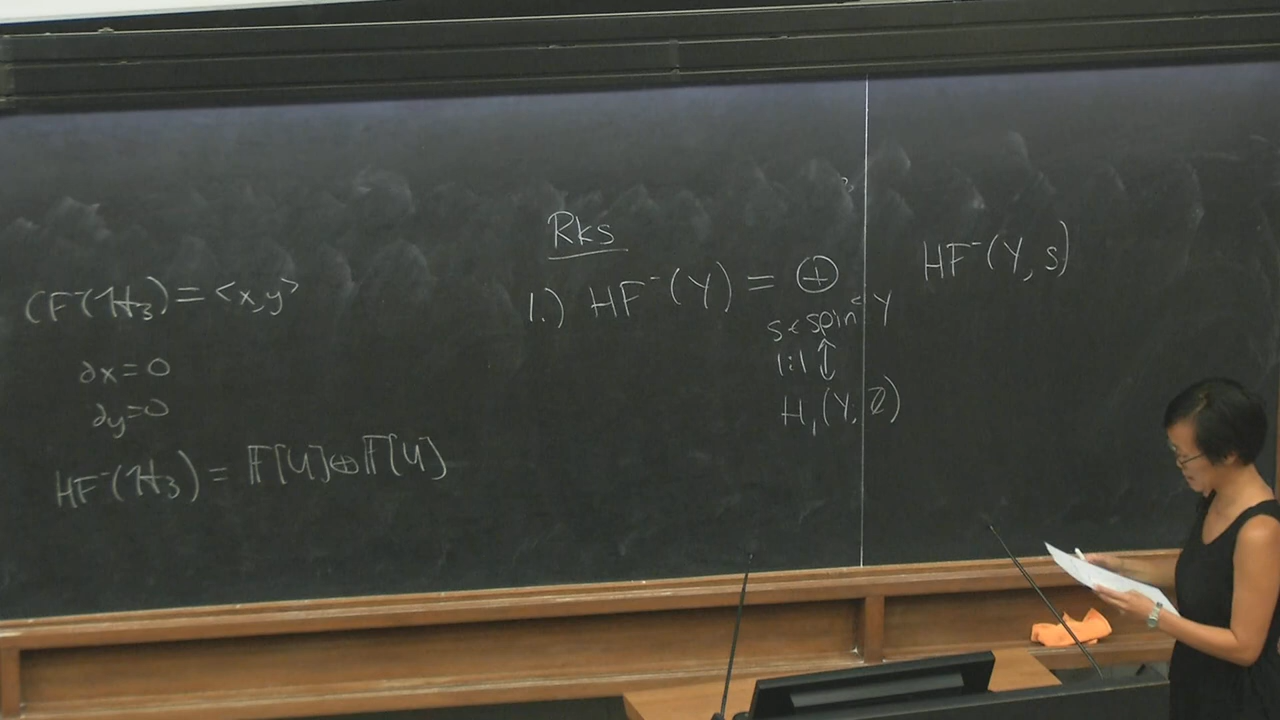 CF⁻(ℋ₃) = <x,y>
∂x=0
∂y=0
HF⁻(ℋ₃) = 𝔽[U]⊕𝔽[U]
Rks
1.) HF⁻(Y) = ⊕ HF⁻(Y, s)
s ∈ spinᶜ Y
1:1 ↕
H₁(Y, ℤ)